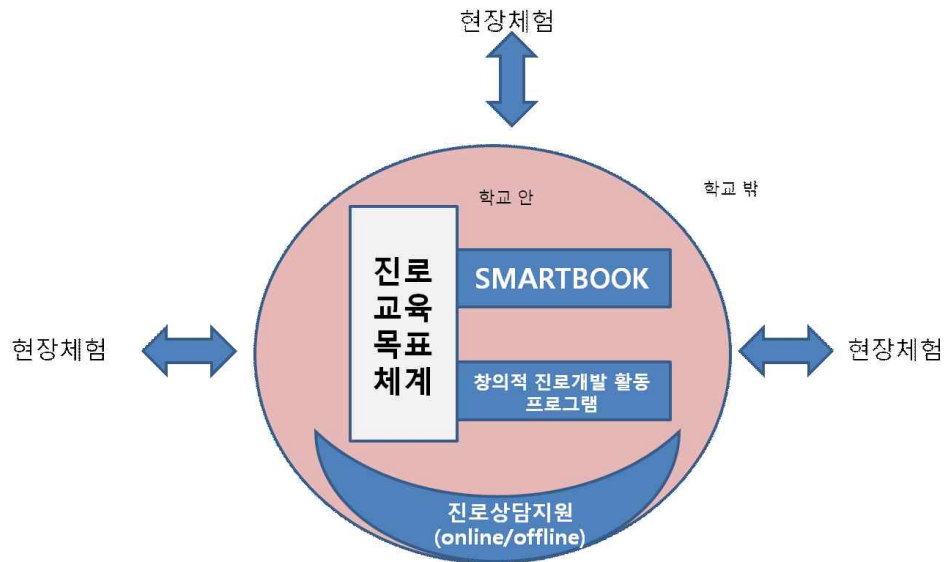 현장체험
학교 안
학교 밖
진로
교육
목표
체계
SMARTBOOK
현장체험
현장체험
창의적 진로개발 활동
프로그램
진로상담지원
(online/offline)